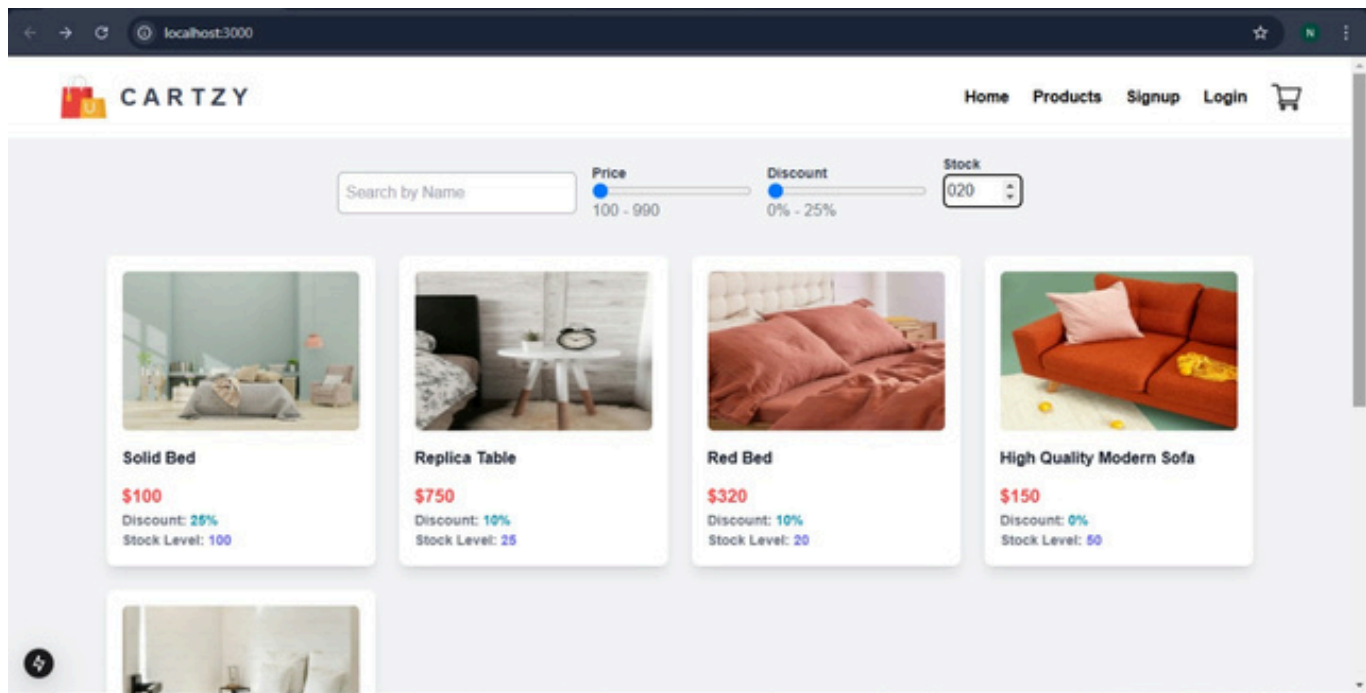 localhost:3000
N
U
CARTZY
Home Products Signup Login
Search by Name
Price
100 - 990
Discount
0% - 25%
Stock
020
Solid Bed
$100
Discount: 25%
Stock Level: 100
Replica Table
$750
Discount: 10%
Stock Level: 25
Red Bed
$320
Discount: 10%
Stock Level: 20
High Quality Modern Sofa
$150
Discount: 0%
Stock Level: 50